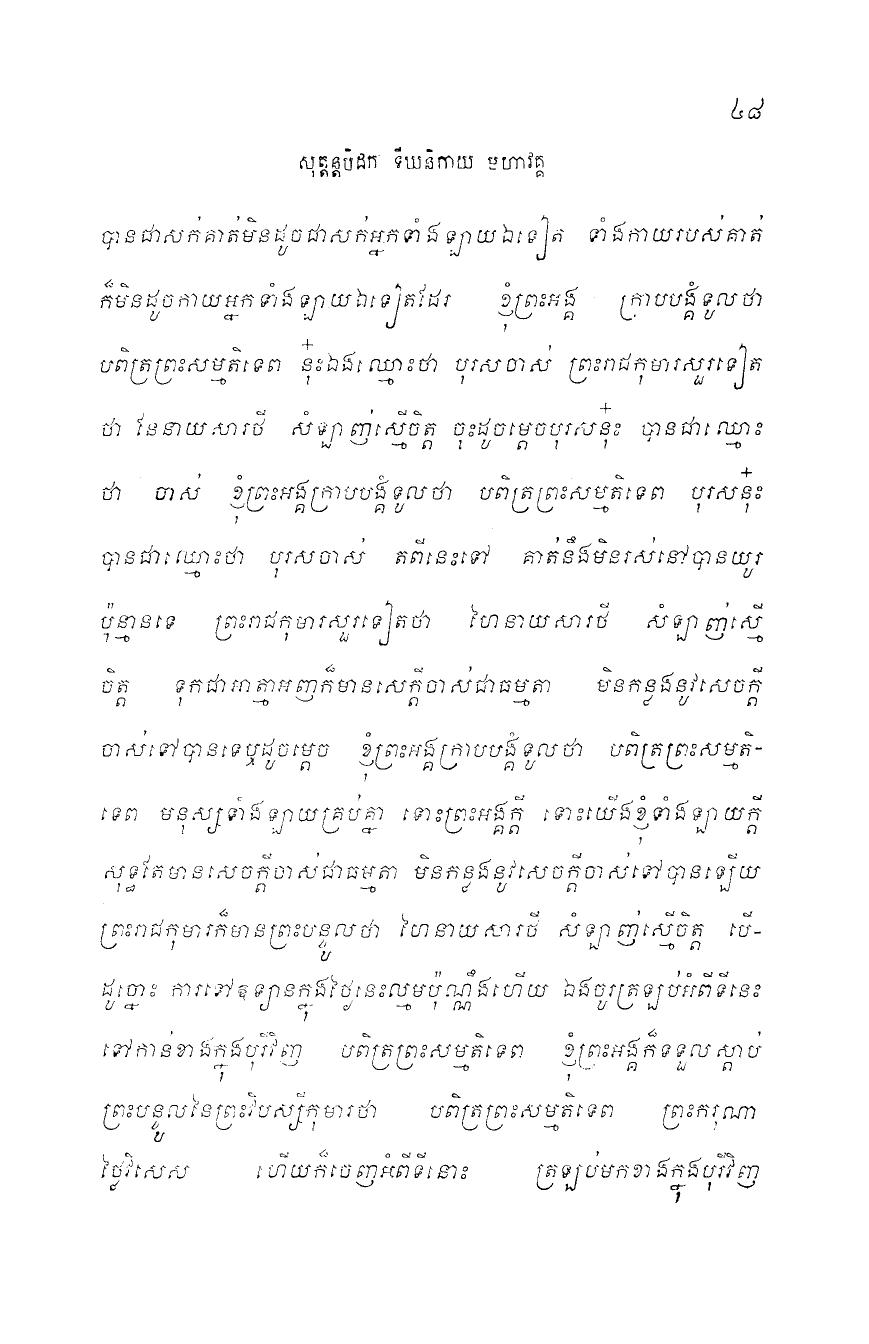 ៤៨
សុត្តន្តបិដក ទីឃនិកាយ មហាវគ្គ
បានជាសក់គាត់មិនដូចជាសក់អ្នកទាំងឡាយឯទៀត ទាំងកាយរបស់គាត់
ក៏មិនដូចកាយអ្នកទាំងឡាយឯទៀតដែរ ខ្ញុំព្រះអង្គ ក្រាបបង្គំទូលថា
បពិត្រព្រះសម្មតិទេព នុ៎ះឯងឈ្មោះថា បុរសចាស់ ព្រះរាជកុមារសួរទៀត
ថា នែនាយសារថី សំឡាញ់ស្មើចិត្ត ចុះដូចម្តេចបុរសនុ៎ះ បានជាឈ្មោះ
ថា ចាស់ ខ្ញុំព្រះអង្គក្រាបបង្គំទូលថា បពិត្រព្រះសម្មតិទេព បុរសនុ៎ះ
បានជាឈ្មោះថា បុរសចាស់ តពីនេះទៅ គាត់នឹងមិនរស់នៅបានយូរ
ប៉ុន្មានទេ ព្រះរាជកុមារសួរទៀតថា ហៃនាយសារថី សំឡាញ់ស្មើ
ចិត្ត ទុកជាអាត្មាអញក៏មានសេក្តីចាស់ជាធម្មតា មិនកន្លងនូវសេចក្តី
ចាស់ទៅបានទេឬដូចម្តេច ខ្ញុំព្រះអង្គក្រាបបង្គំទូលថា បពិត្រព្រះសម្មតិ-
ទេព មនុស្សទាំងឡាយគ្រប់គ្នា ទោះព្រះអង្គក្តី ទោះយើងខ្ញុំទាំងឡាយក្តី
សុទ្ធតែមានសេចក្តីចាស់ជាធម្មតា មិនកន្លងនូវសេចក្តីចាស់ទៅបានឡើយ
ព្រះរាជកុមារក៏មានព្រះបន្ទូលថា ហៃនាយសារថី សំឡាញ់ស្មើចិត្ត បើ-
ដូច្នោះ ការទៅឧទ្យានក្នុងថ្ងៃនេះល្មមប៉ុណ្ណឹងហើយ ឯងចូរត្រឡប់អំពីទីនេះ
ទៅកាន់ខាងក្នុងបុរីវិញ បពិត្រព្រះសម្មតិទេព ខ្ញុំព្រះអង្គក៏ទទួលស្តាប់
ព្រះបន្ទូលនៃព្រះវិបស្សីកុមារថា បពិត្រព្រះសម្មតិទេព ព្រះករុណា
ថ្លៃវិសេស ហើយក៏ចេញអំពីទីនោះ ត្រឡប់មកខាងក្នុងបុរីវិញ